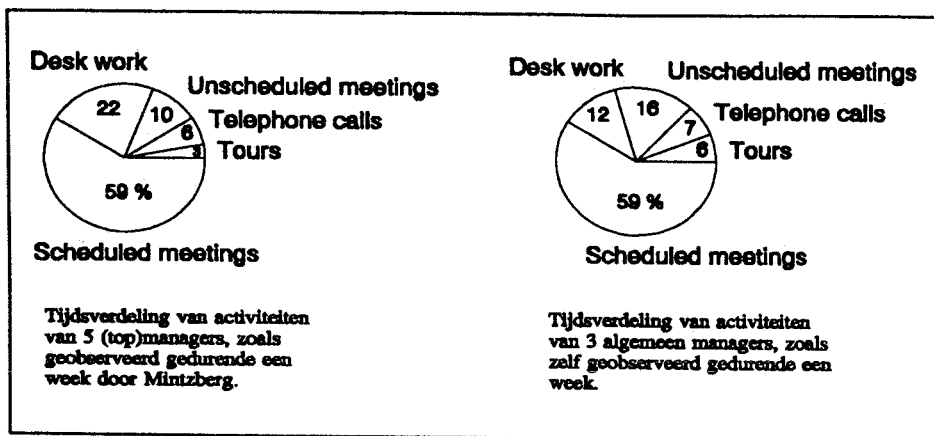 Desk work
Unscheduled meetings
22
10
Telephone calls
6
Tours
3
59 %
Scheduled meetings
Tijdsverdeling van activiteiten
van 5 (top)managers, zoals
geobserveerd gedurende een
week door Mintzberg.
Desk work
Unscheduled meetings
12
16
Telephone calls
7
Tours
6
59 %
Scheduled meetings
Tijdsverdeling van activiteiten
van 3 algemeen managers, zoals
zelf geobserveerd gedurende een
week.